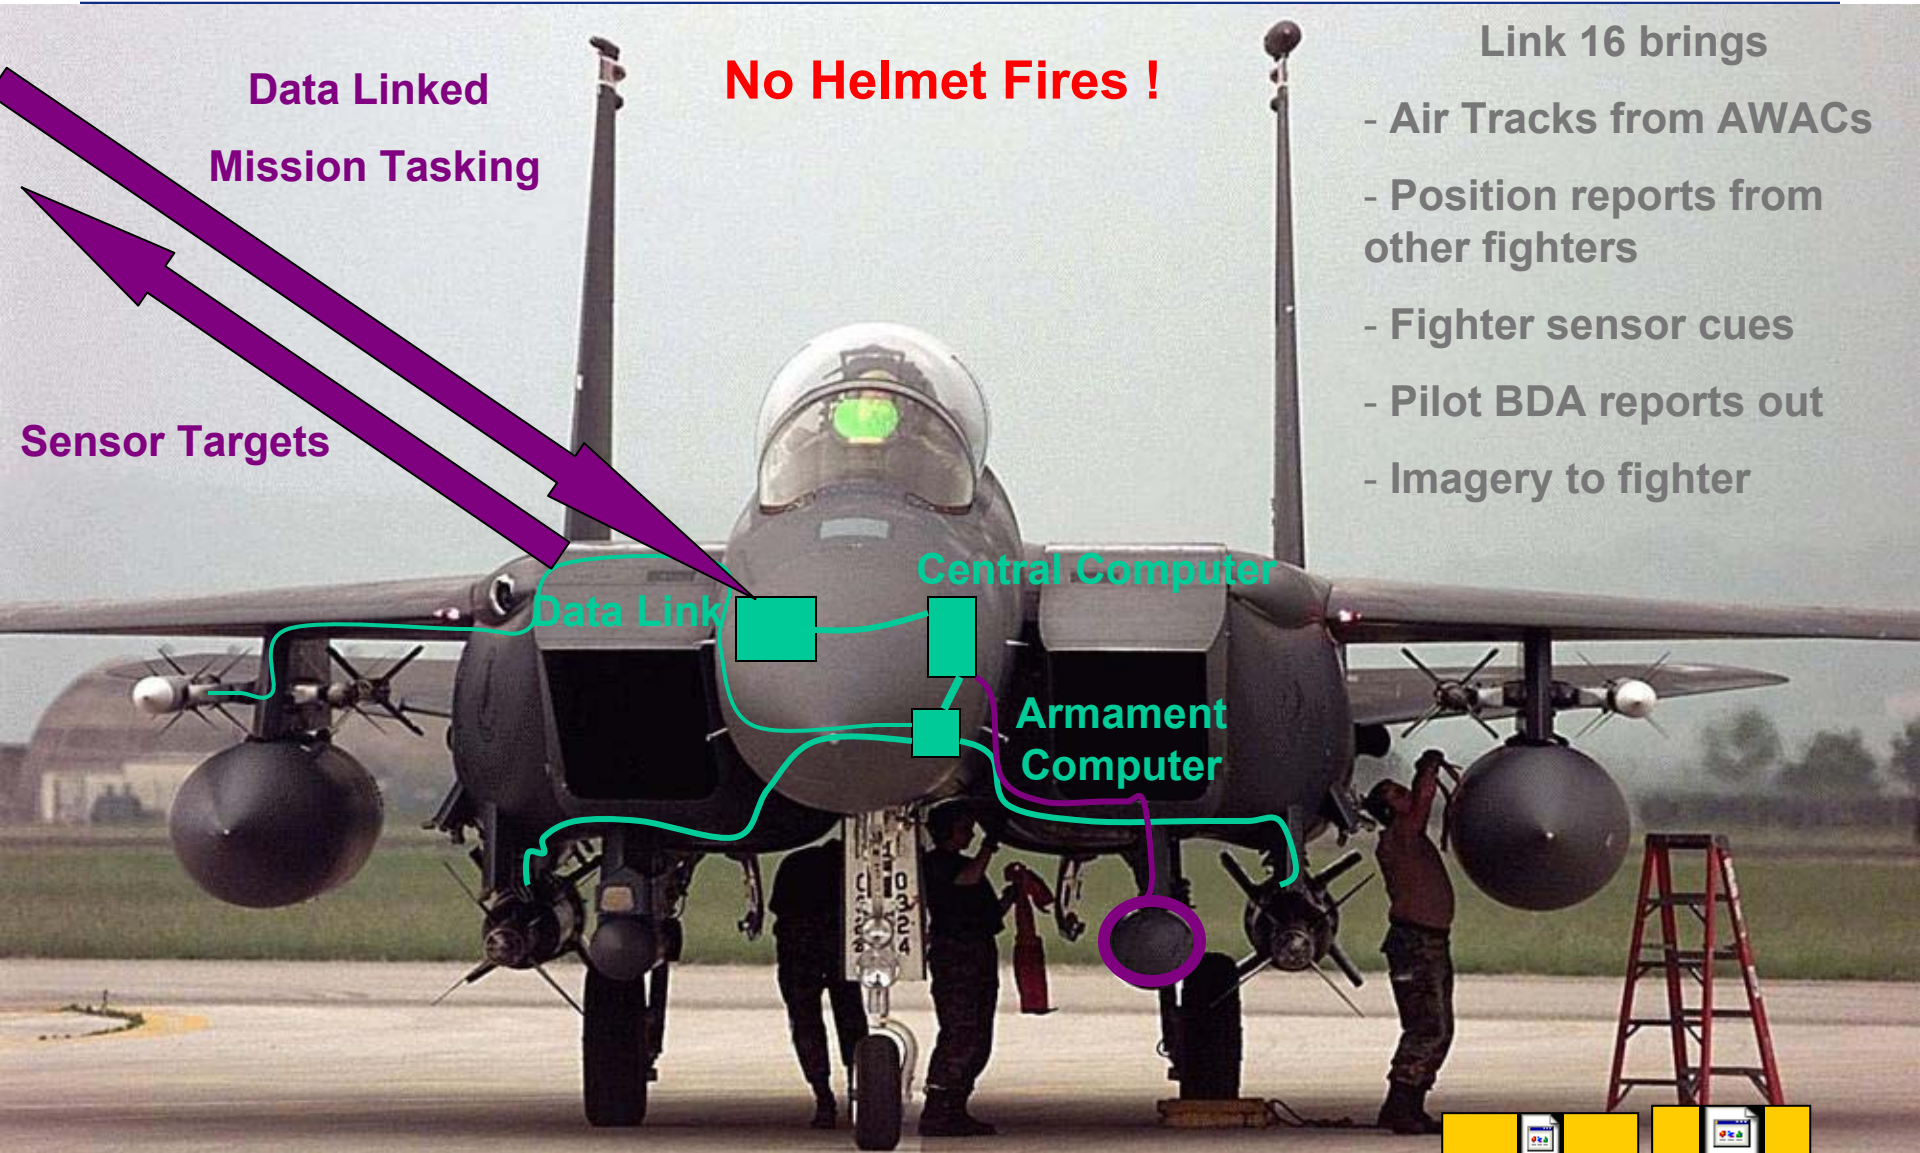 No Helmet Fires !
Data Linked
Mission Tasking
Sensor Targets
Link 16 brings
- Air Tracks from AWACs
- Position reports from
other fighters
- Fighter sensor cues
- Pilot BDA reports out
- Imagery to fighter
Central Computer
Data Link
Armament
Computer
0324